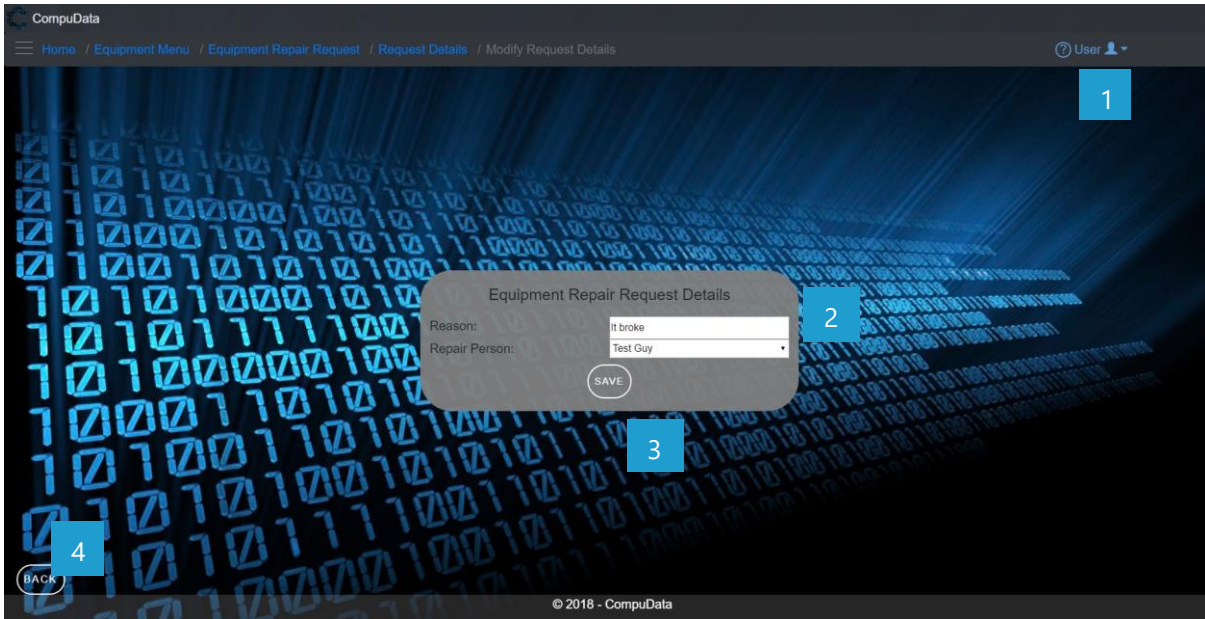 CompuData
Home / Equipment Menu / Equipment Repair Request / Request Details / Modify Request Details
? User
1
Equipment Repair Request Details
2
Reason: It broke
Repair Person: Test Guy
SAVE
3
4
BACK
© 2018 - CompuData